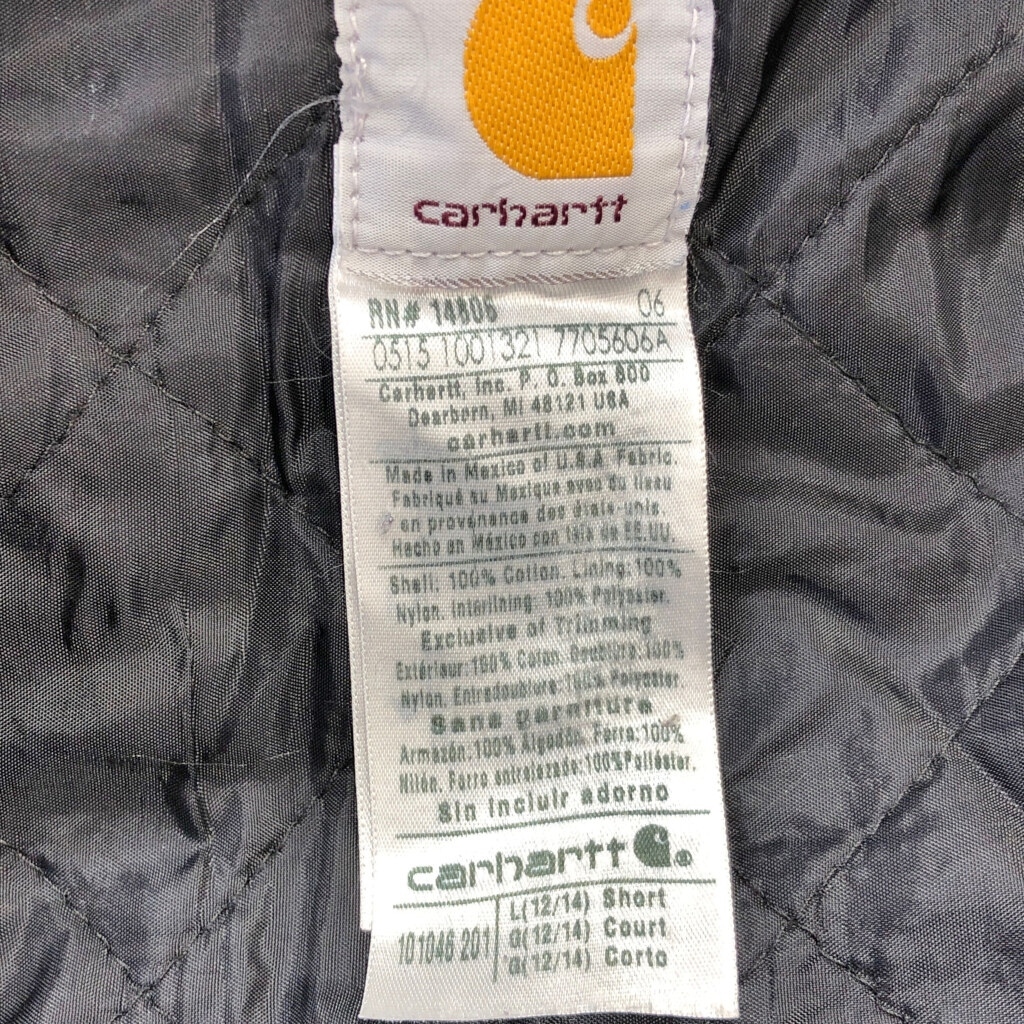 carhartt
RN# 14806 06
0515 1001321 7705606A
Carhartt, Inc. P. O. Box 600
Dearborn, MI 48121 USA
carhartt.com
Made in Mexico of U.S.A. Fabric.
Fabriqué au Mexique avec du tissu
en provenance des états-unis.
Hecho en México con tela de EE.UU.
Shell: 100% Cotton. Lining: 100%
Nylon. Interlining: 100% Polyester.
Exclusive of Trimming
Extérieur: 100% Coton. Doublure: 100%
Nylon. Entredoublure: 100% Polyester.
Sans garniture
Armazón: 100% Algodón. Forro: 100%
Nilón. Forro entrelazado: 100% Poliéster.
Sin incluir adorno
carhartt ®
101046 201 L(12/14) Short
G(12/14) Court
G(12/14) Corto